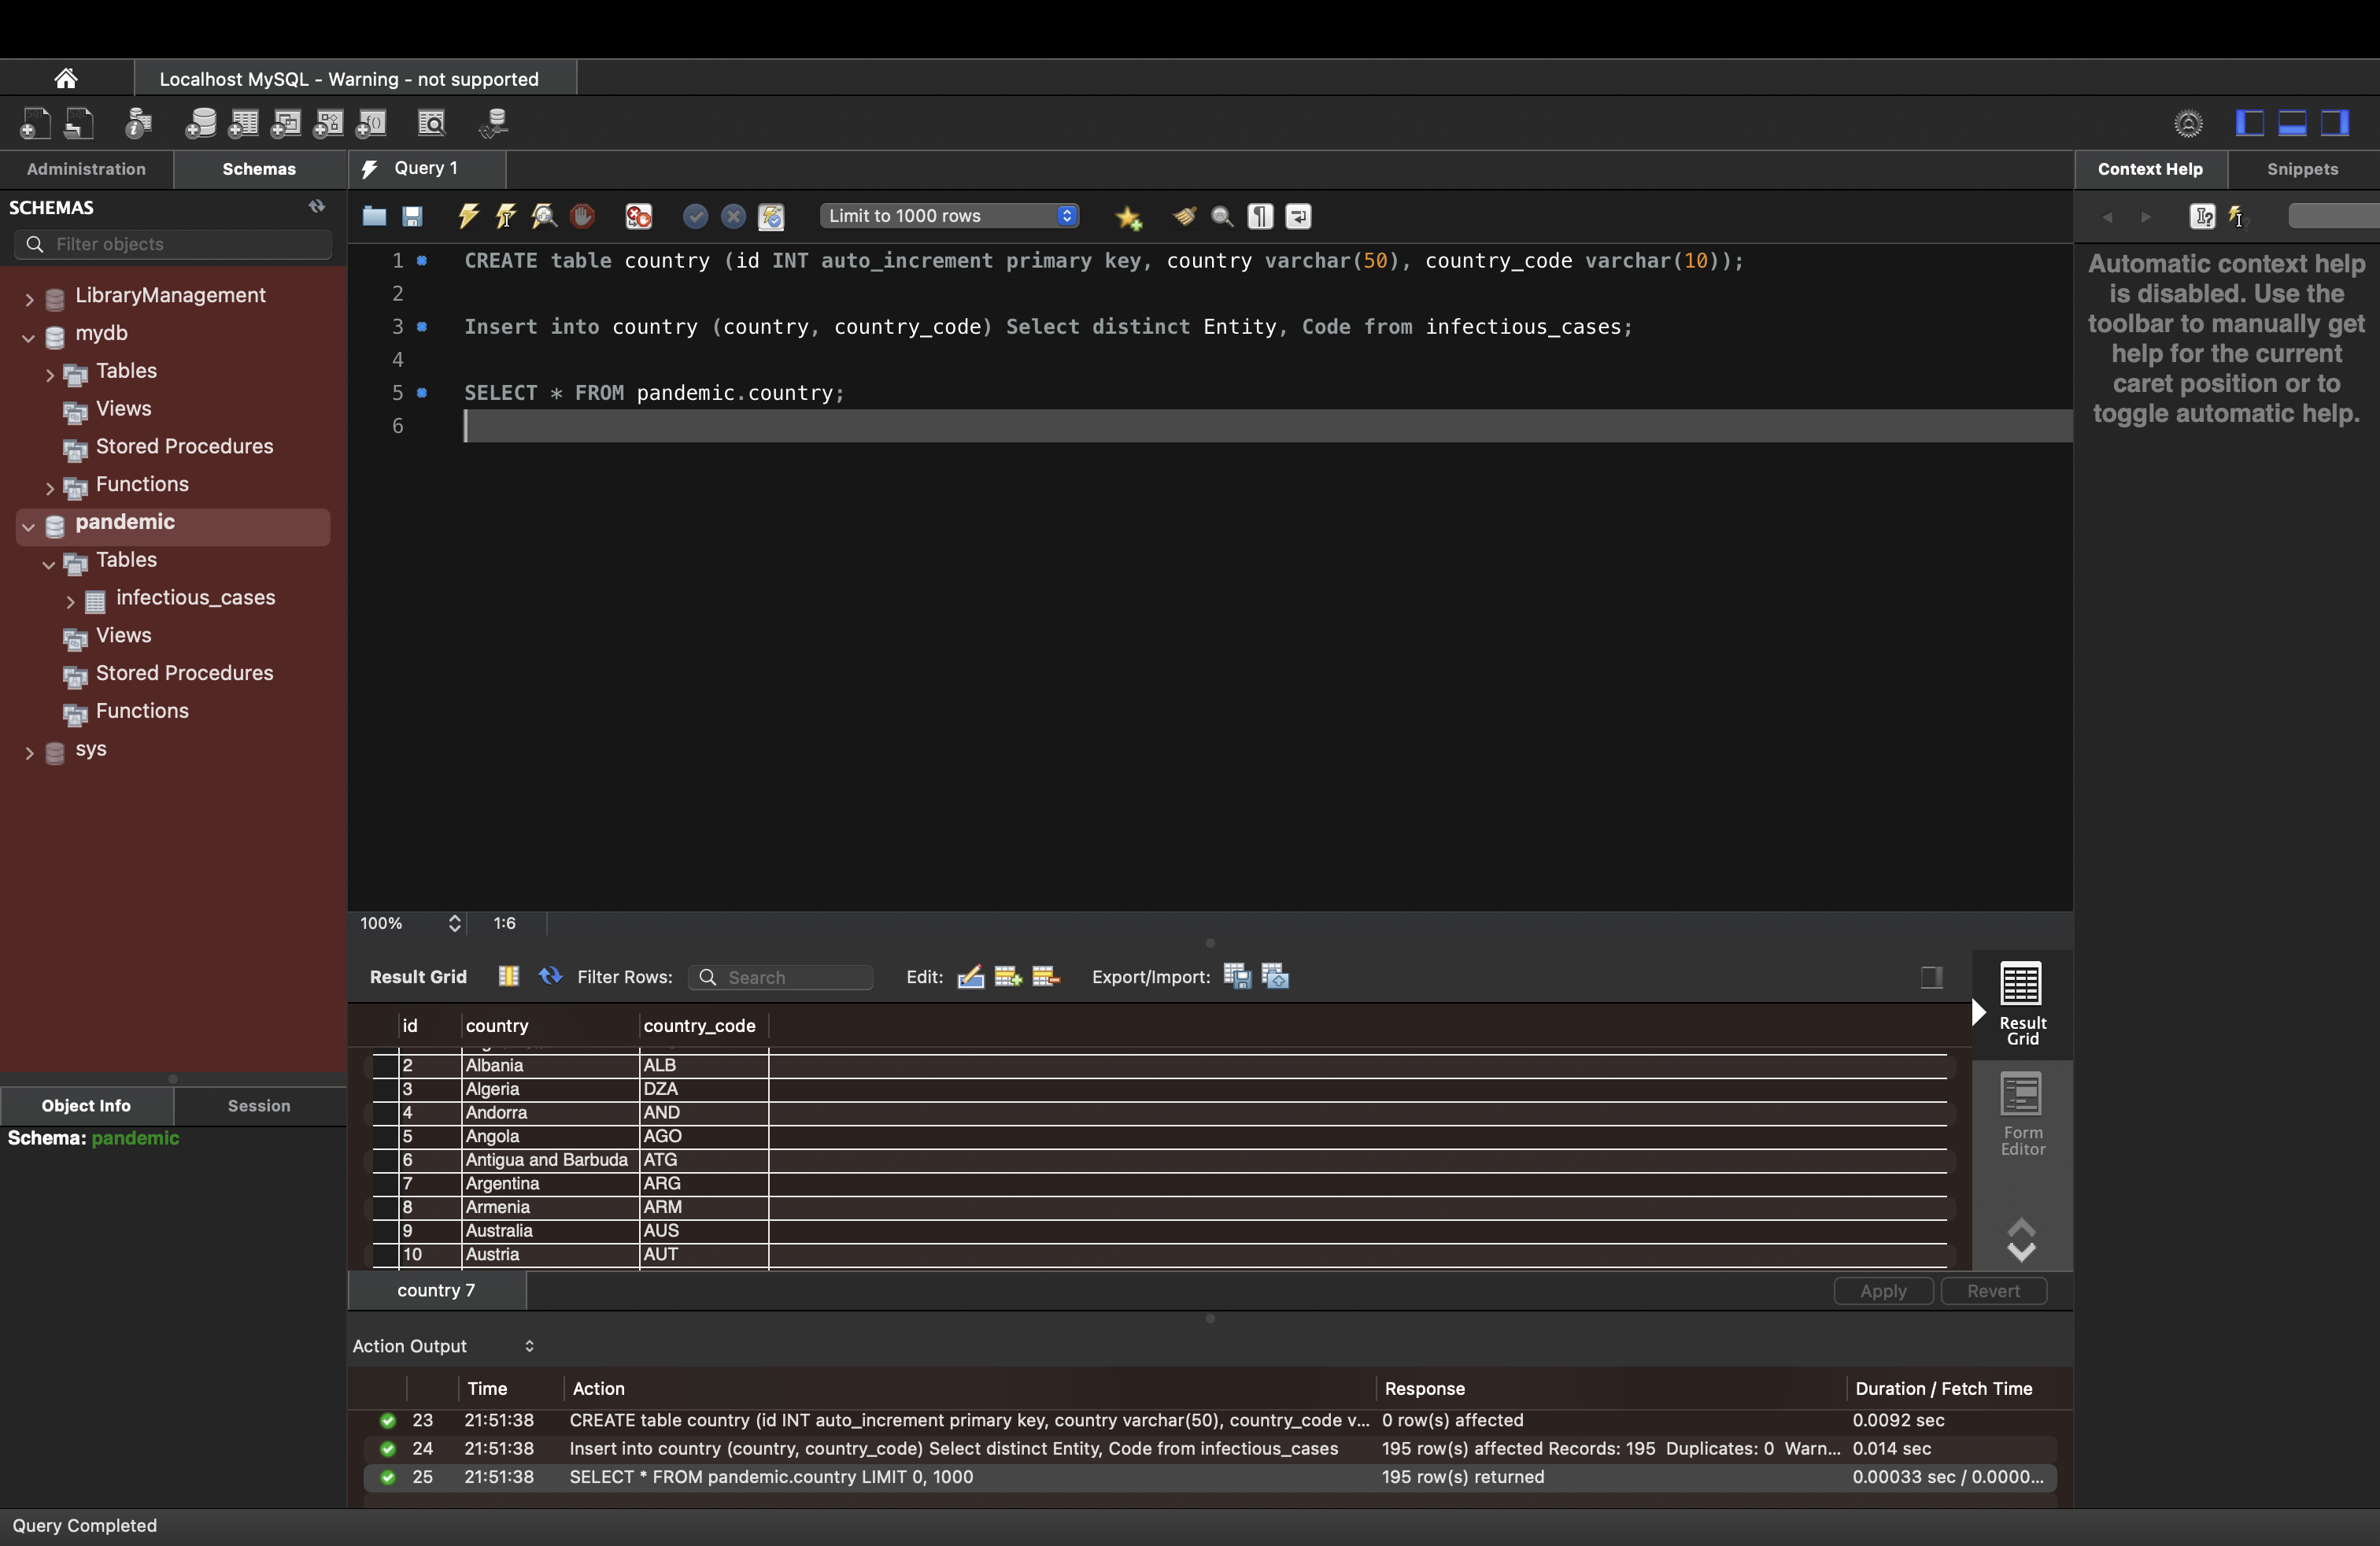 Localhost MySQL - Warning - not supported
Administration
Schemas
Query 1
Context Help
Snippets
SCHEMAS
Filter objects
Limit to 1000 rows
LibraryManagement
mydb
Tables
Views
Stored Procedures
Functions
pandemic
Tables
infectious_cases
Views
Stored Procedures
Functions
sys
1 CREATE table country (id INT auto_increment primary key, country varchar(50), country_code varchar(10));
2
3 Insert into country (country, country_code) Select distinct Entity, Code from infectious_cases;
4
5 SELECT * FROM pandemic.country;
6
Automatic context help
is disabled. Use the
toolbar to manually get
help for the current
caret position or to
toggle automatic help.
100% 1:6
Result Grid Filter Rows: Search Edit: Export/Import:
id country country_code
2 Albania ALB
3 Algeria DZA
4 Andorra AND
5 Angola AGO
6 Antigua and Barbuda ATG
7 Argentina ARG
8 Armenia ARM
9 Australia AUS
10 Austria AUT
Result
Grid
Form
Editor
Object Info
Session
Schema: pandemic
country 7
Apply
Revert
Action Output
Time Action Response Duration / Fetch Time
23 21:51:38 CREATE table country (id INT auto_increment primary key, country varchar(50), country_code v... 0 row(s) affected 0.0092 sec
24 21:51:38 Insert into country (country, country_code) Select distinct Entity, Code from infectious_cases 195 row(s) affected Records: 195 Duplicates: 0 Warn... 0.014 sec
25 21:51:38 SELECT * FROM pandemic.country LIMIT 0, 1000 195 row(s) returned 0.00033 sec / 0.0000...
Query Completed